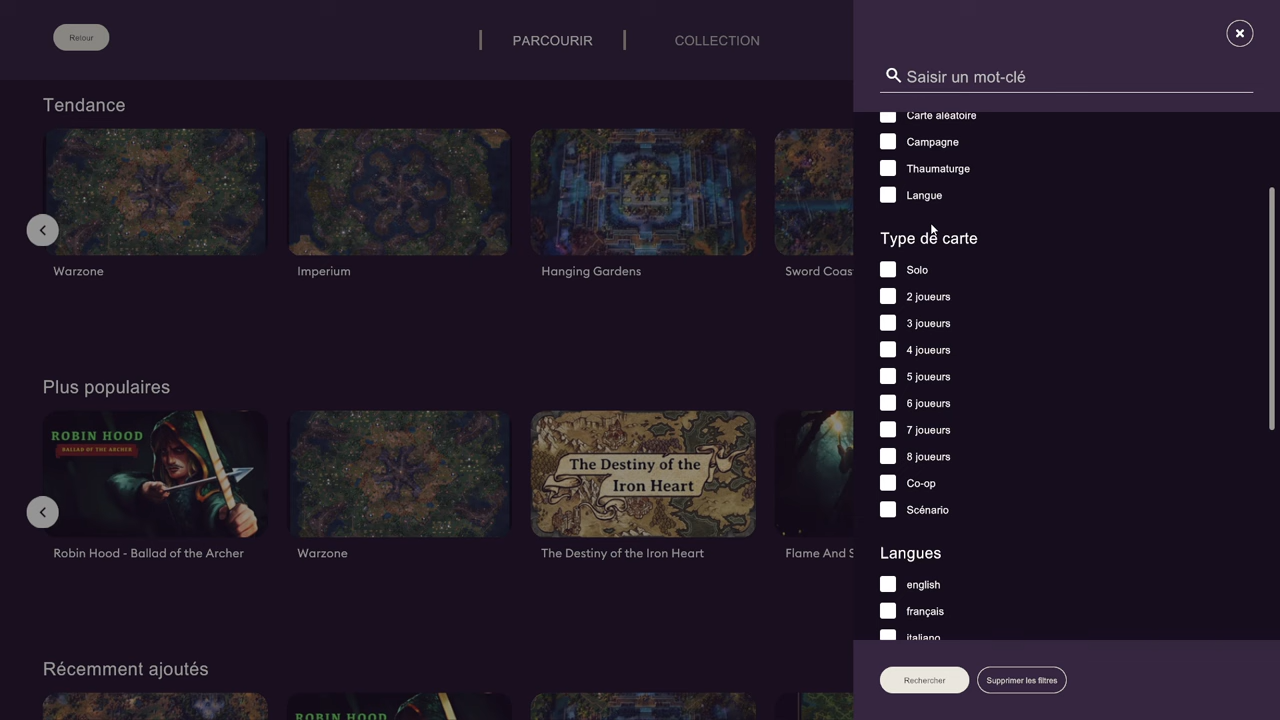 Retour
PARCOURIR
COLLECTION
Saisir un mot-clé
Tendance
Warzone
Imperium
Hanging Gardens
Sword
Plus populaires
ROBIN HOOD
BALLAD OF THE ARCHER
The Destiny of the
Iron Heart
Robin Hood - Ballad of the Archer
Warzone
The Destiny of the Iron Heart
Flame And
Récemment ajoutés
ROBIN HOOD
Carte aléatoire
Campagne
Thaumaturge
Langue
Type de carte
Solo
2 joueurs
3 joueurs
4 joueurs
5 joueurs
6 joueurs
7 joueurs
8 joueurs
Co-op
Scénario
Langues
english
français
italiano
Rechercher
Supprimer les filtres